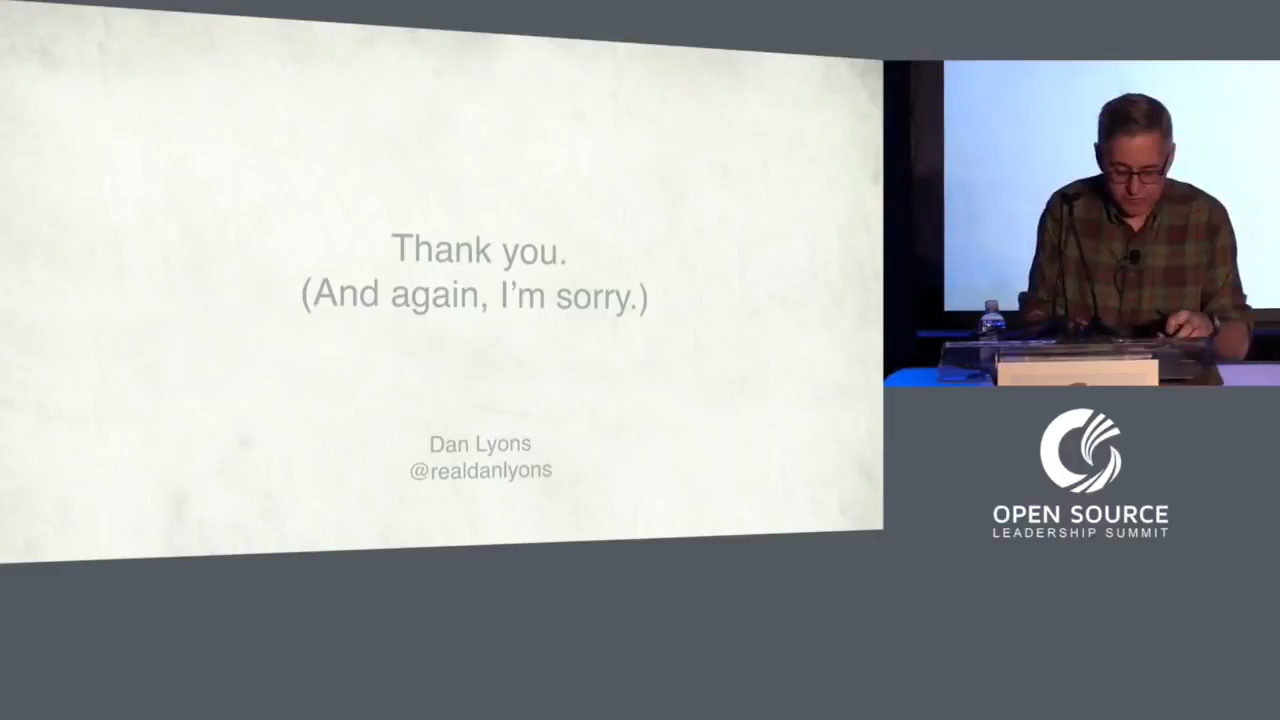 Thank you.
(And again, I'm sorry.)
Dan Lyons
@realdanlyons
OPEN SOURCE
LEADERSHIP SUMMIT